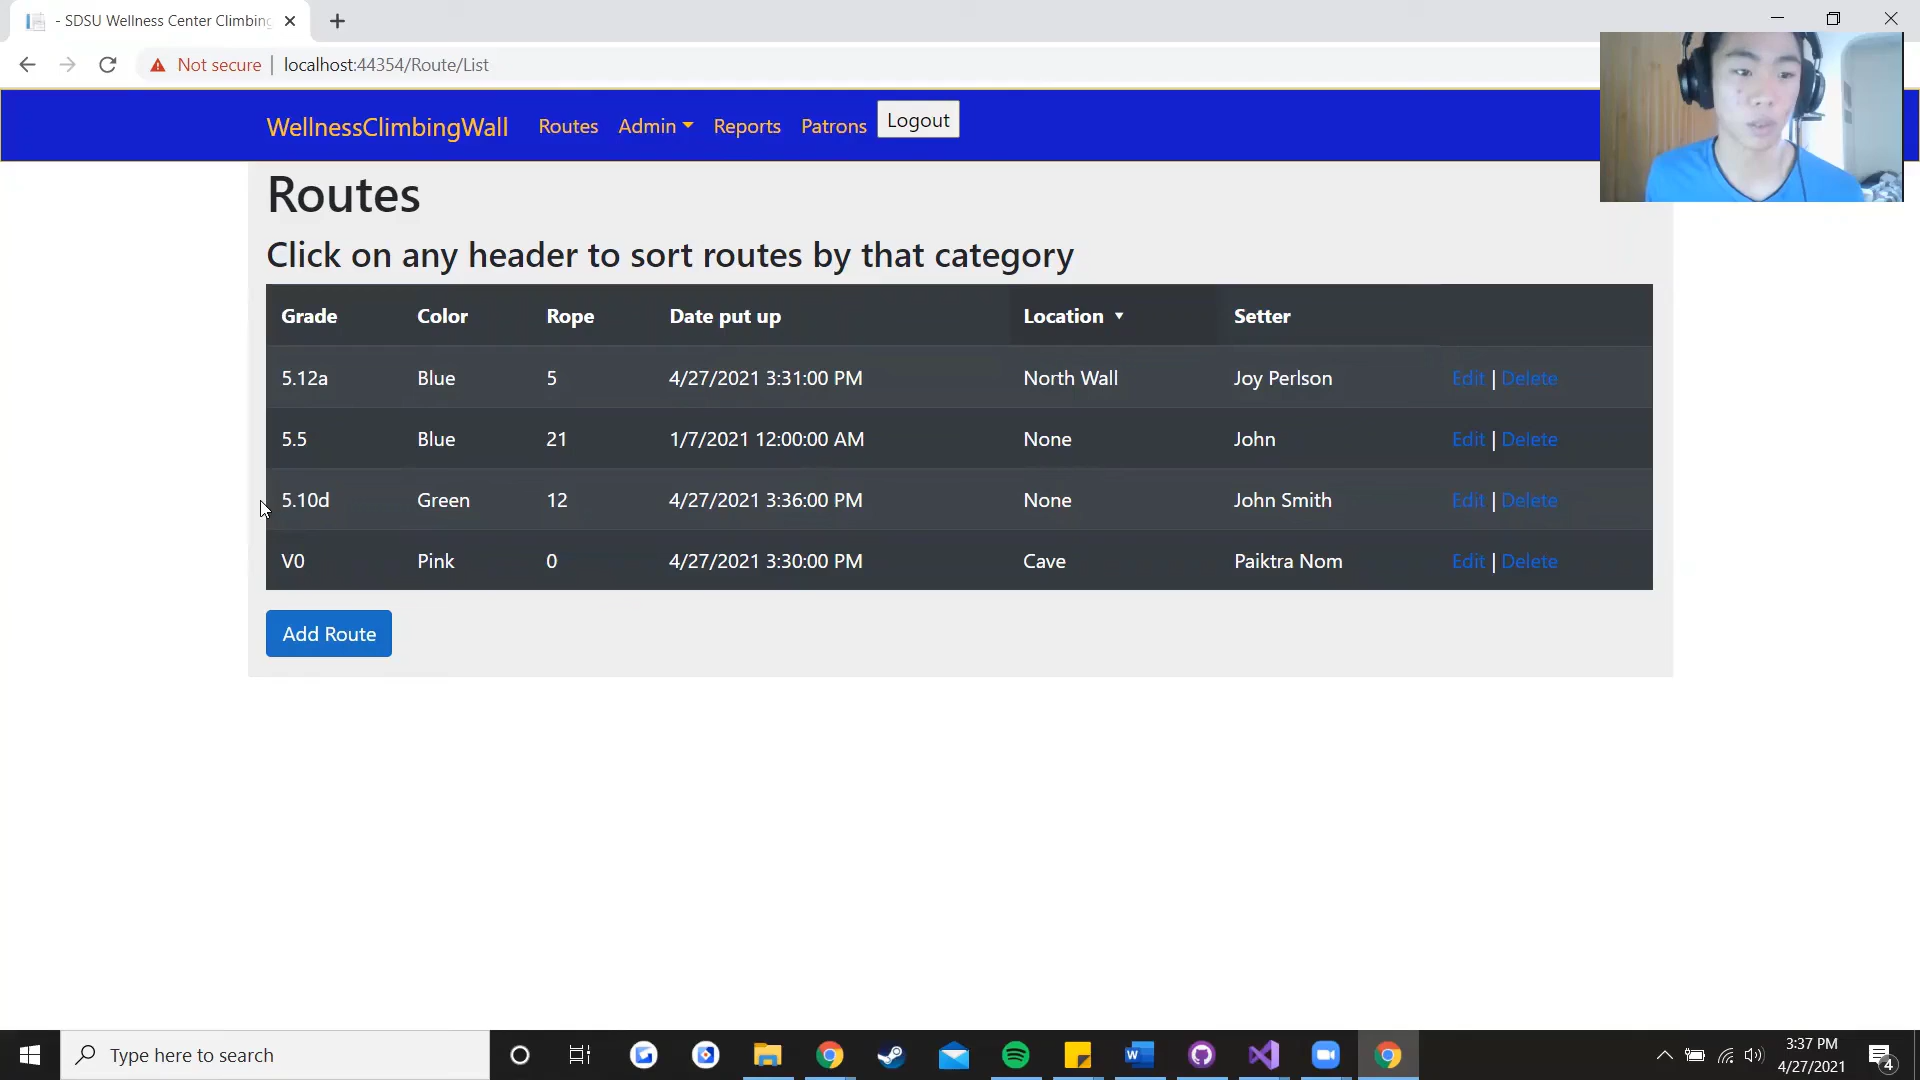 - SDSU Wellness Center Climbing
Not secure | localhost:44354/Route/List
WellnessClimbingWall Routes Admin Reports Patrons Logout
Routes
Click on any header to sort routes by that category
Grade Color Rope Date put up Location Setter
5.12a Blue 5 4/27/2021 3:31:00 PM North Wall Joy Perlson Edit | Delete
5.5 Blue 21 1/7/2021 12:00:00 AM None John Edit | Delete
5.10d Green 12 4/27/2021 3:36:00 PM None John Smith Edit | Delete
V0 Pink 0 4/27/2021 3:30:00 PM Cave Paiktra Nom Edit | Delete
Add Route
Type here to search
3:37 PM
4/27/2021
4